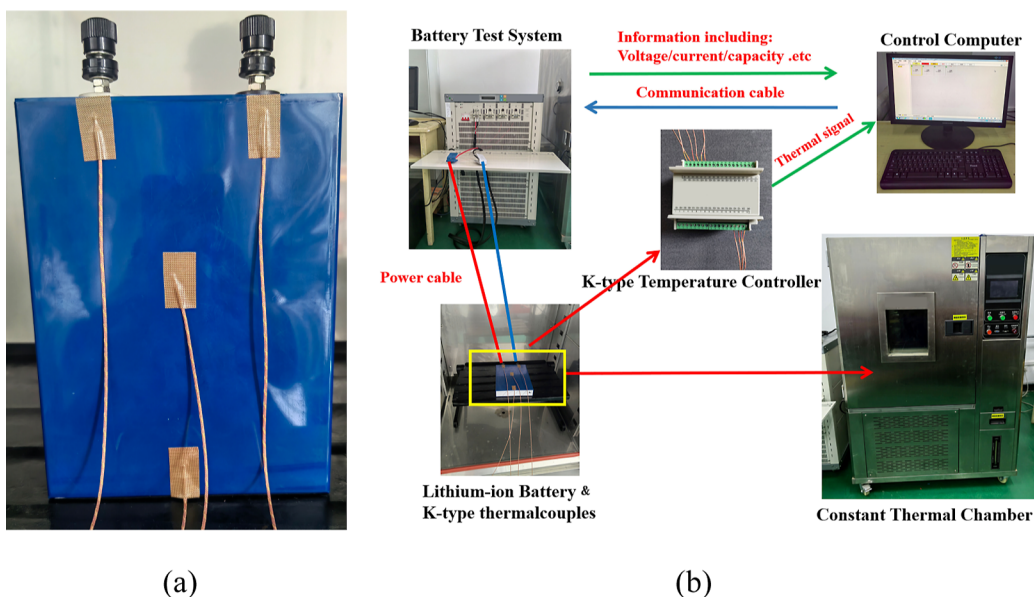 Battery Test System
Information including:
Voltage/current/capacity .etc
Communication cable
Control Computer
Thermal signal
Power cable
K-type Temperature Controller
Lithium-ion Battery &
K-type thermalcouples
Constant Thermal Chamber
(a)
(b)